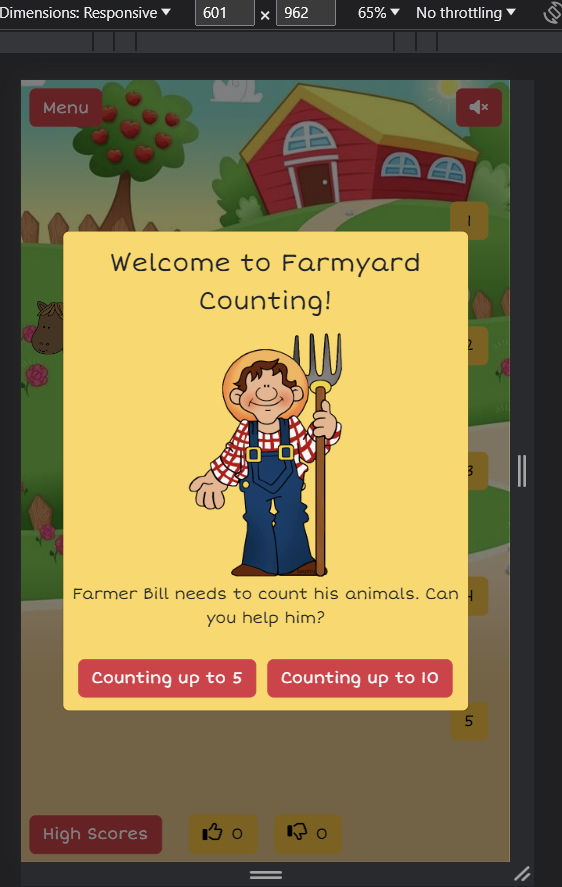 Dimensions: Responsive 601 × 962 65% No throttling
Menu
1
Welcome to Farmyard
Counting!
2
3
Farmer Bill needs to count his animals. Can
you help him?
4
Counting up to 5 Counting up to 10
5
High Scores 0 0